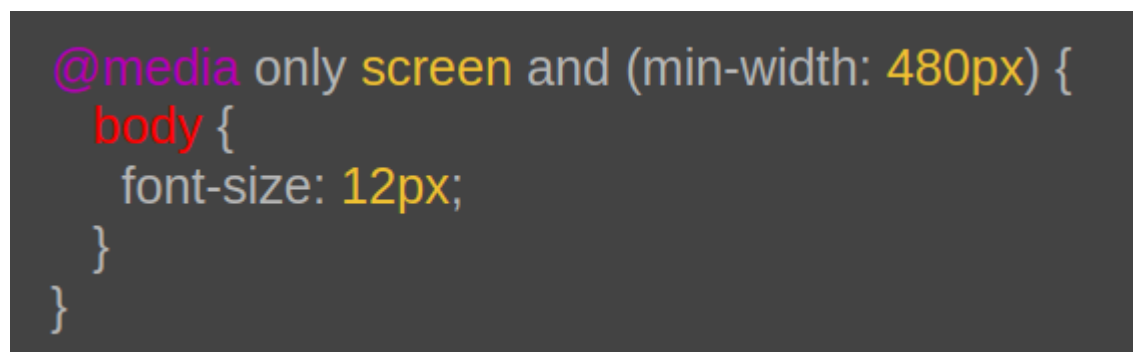 @media only screen and (min-width: 480px) {
body {
font-size: 12px;
}
}